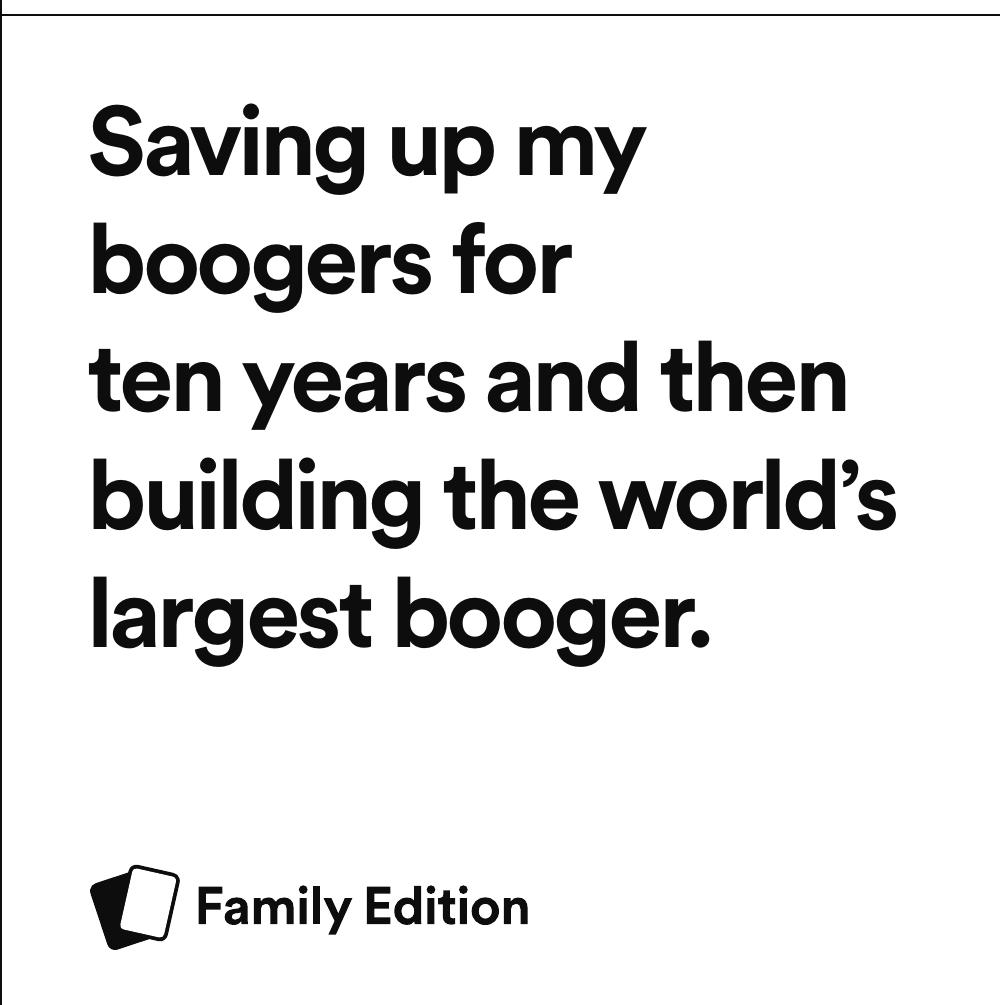 Saving up my
boogers for
ten years and then
building the world’s
largest booger.
Family Edition